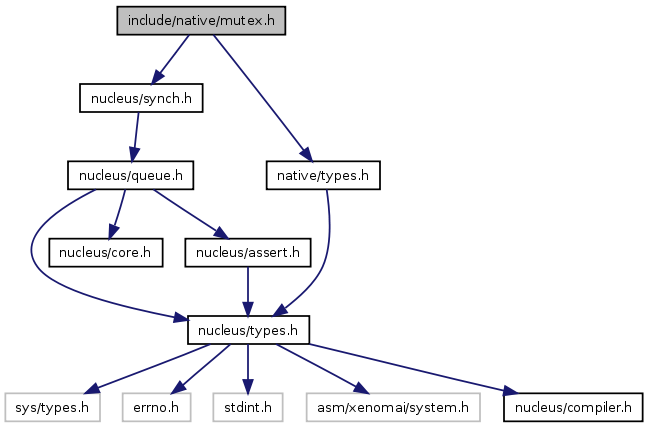 include/native/mutex.h
nucleus/synch.h
nucleus/queue.h
native/types.h
nucleus/core.h
nucleus/assert.h
nucleus/types.h
sys/types.h
errno.h
stdint.h
asm/xenomai/system.h
nucleus/compiler.h